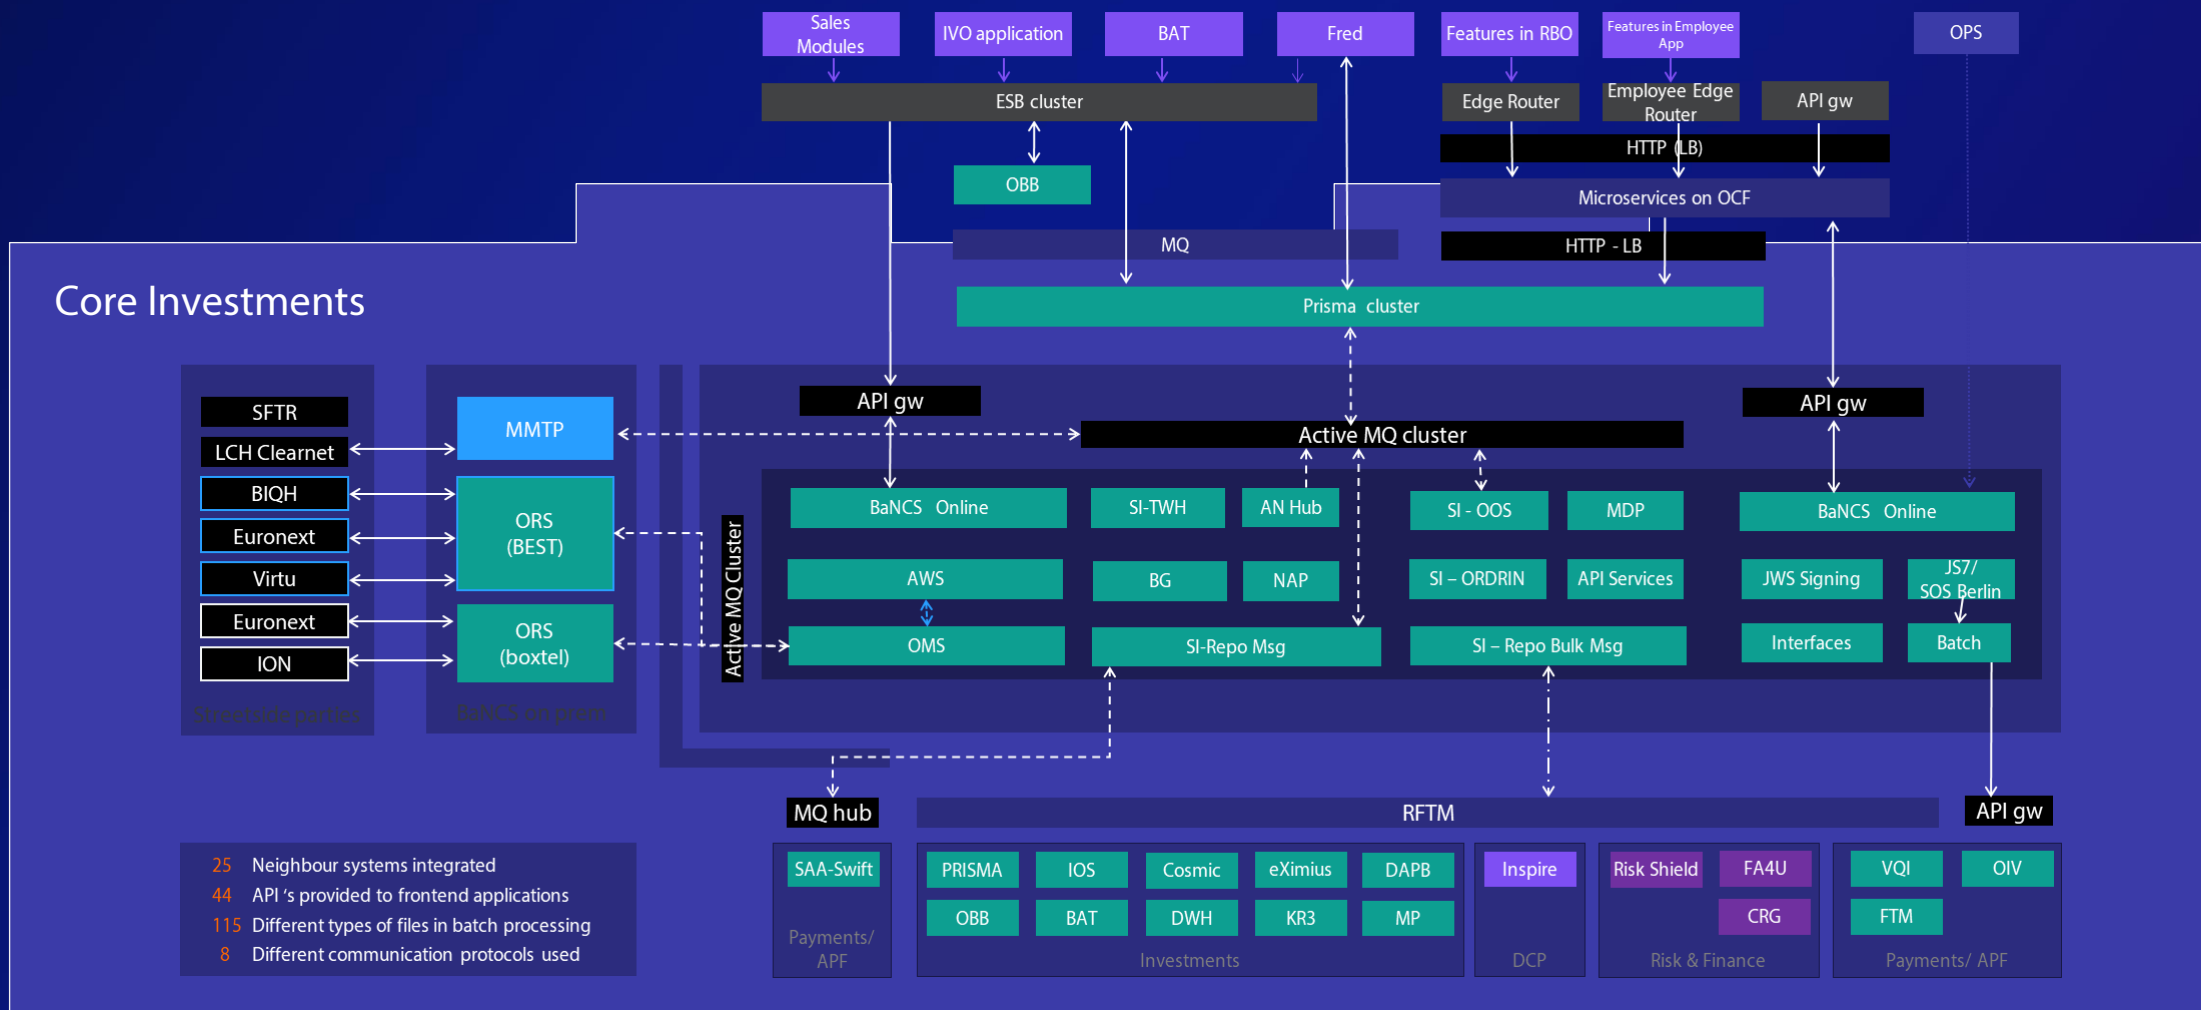 Sales
Modules
IVO application
BAT
Fred
Features in RBO
Features in Employee
App
OPS
ESB cluster
Edge Router
Employee Edge
Router
API gw
HTTP (LB)
OBB
Microservices on OCF
MQ
HTTP - LB
Core Investments
Prisma cluster
API gw
API gw
SFTR
LCH Clearnet
BIQH
Euronext
Virtu
Euronext
ION
Streetside parties
MMTP
ORS
(BEST)
ORS
(boxtel)
BaNCS on prem
Active MQ cluster
Active MQ Cluster
BaNCS Online
SI-TWH
AN Hub
SI - OOS
MDP
BaNCS Online
AWS
BG
NAP
SI – ORDRIN
API Services
JWS Signing
JS7/
SOS Berlin
OMS
SI-Repo Msg
SI – Repo Bulk Msg
Interfaces
Batch
MQ hub
RFTM
API gw
25 Neighbour systems integrated
44 API 's provided to frontend applications
115 Different types of files in batch processing
8 Different communication protocols used
SAA-Swift
Payments/
APF
PRISMA
IOS
Cosmic
eXimius
DAPB
OBB
BAT
DWH
KR3
MP
Investments
Inspire
DCP
Risk Shield
FA4U
CRG
Risk & Finance
VQI
OIV
FTM
Payments/ APF